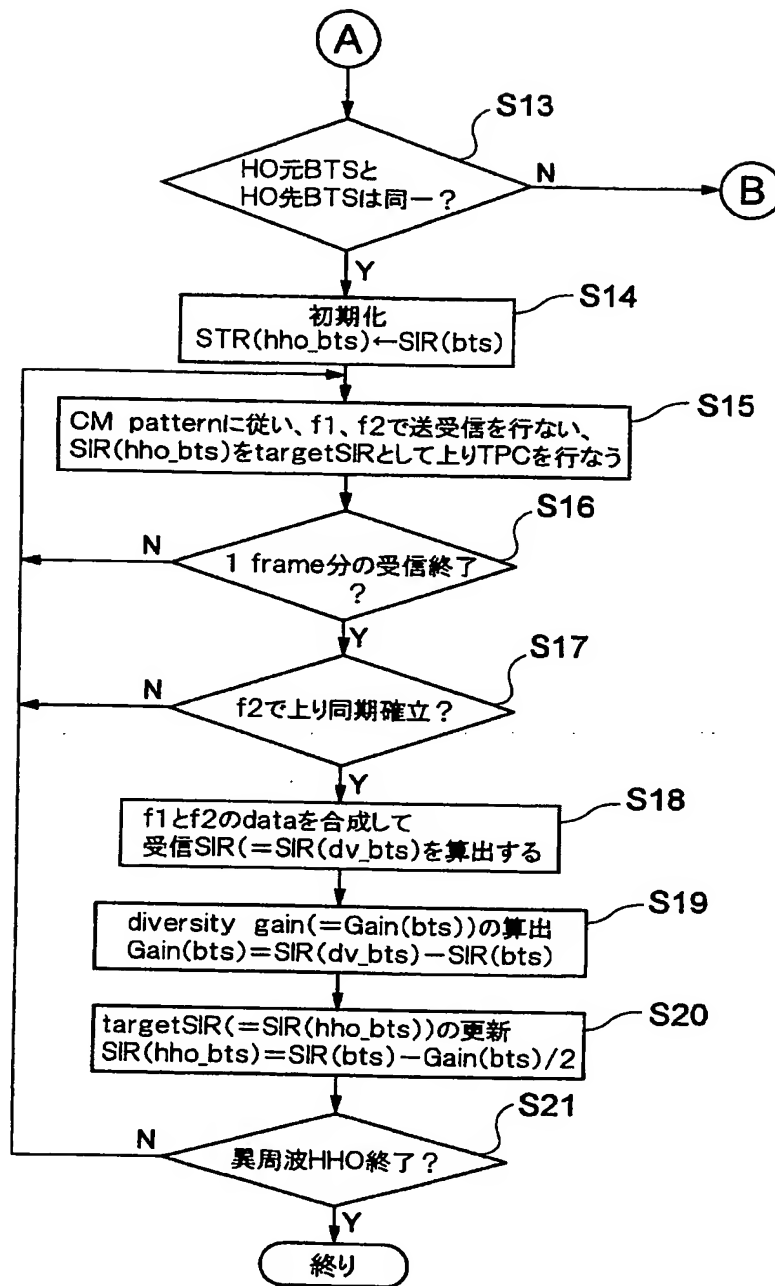 A
S13
HO元BTSと
HO先BTSは同一？
N
B
Y
S14
初期化
STR(hho_bts)←SIR(bts)
S15
CM patternに従い、f1、f2で送受信を行ない、
SIR(hho_bts)をtargetSIRとして上りTPCを行なう
S16
N
1 frame分の受信終了
？
Y
S17
N
f2で上り同期確立？
Y
S18
f1とf2のdataを合成して
受信SIR(=SIR(dv_bts)を算出する
S19
diversity gain(=Gain(bts))の算出
Gain(bts)=SIR(dv_bts)－SIR(bts)
S20
targetSIR(=SIR(hho_bts))の更新
SIR(hho_bts)=SIR(bts)－Gain(bts)/2
S21
N
異周波HHO終了？
Y
終り